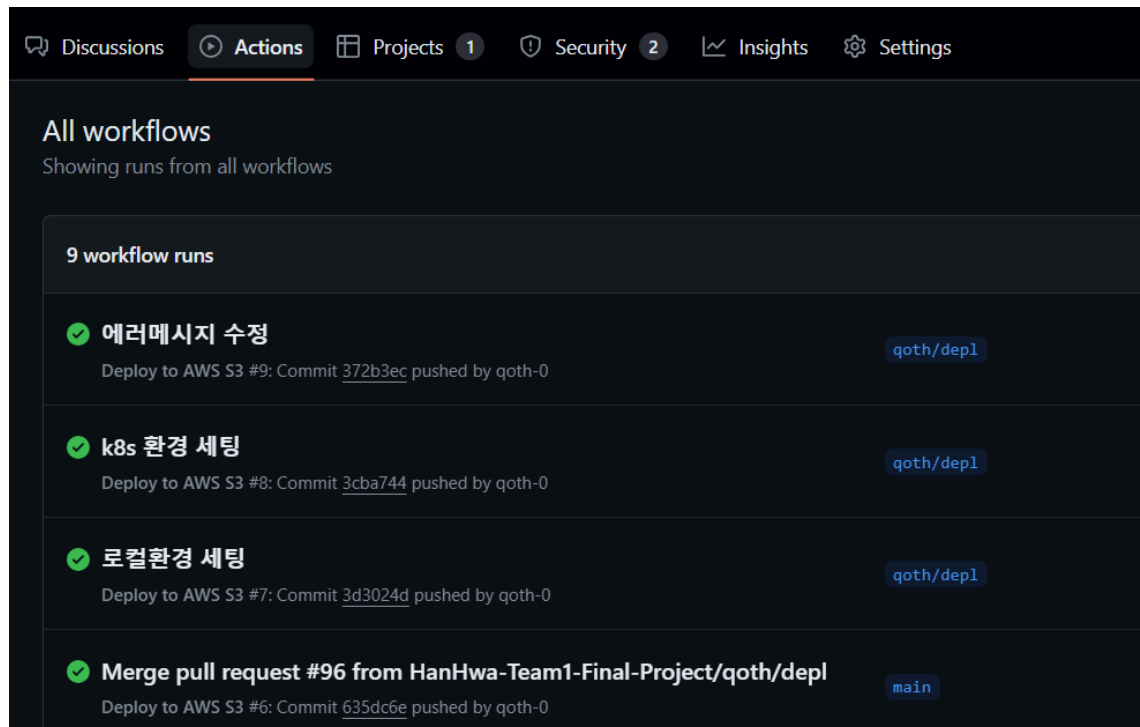 Discussions Actions Projects 1 Security 2 Insights Settings
All workflows
Showing runs from all workflows
9 workflow runs
에러메시지 수정
qoth/depl
Deploy to AWS S3 #9: Commit 372b3ec pushed by qoth-0
k8s 환경 세팅
qoth/depl
Deploy to AWS S3 #8: Commit 3cba744 pushed by qoth-0
로컬환경 세팅
qoth/depl
Deploy to AWS S3 #7: Commit 3d3024d pushed by qoth-0
Merge pull request #96 from HanHwa-Team1-Final-Project/qoth/depl
main
Deploy to AWS S3 #6: Commit 635dc6e pushed by qoth-0